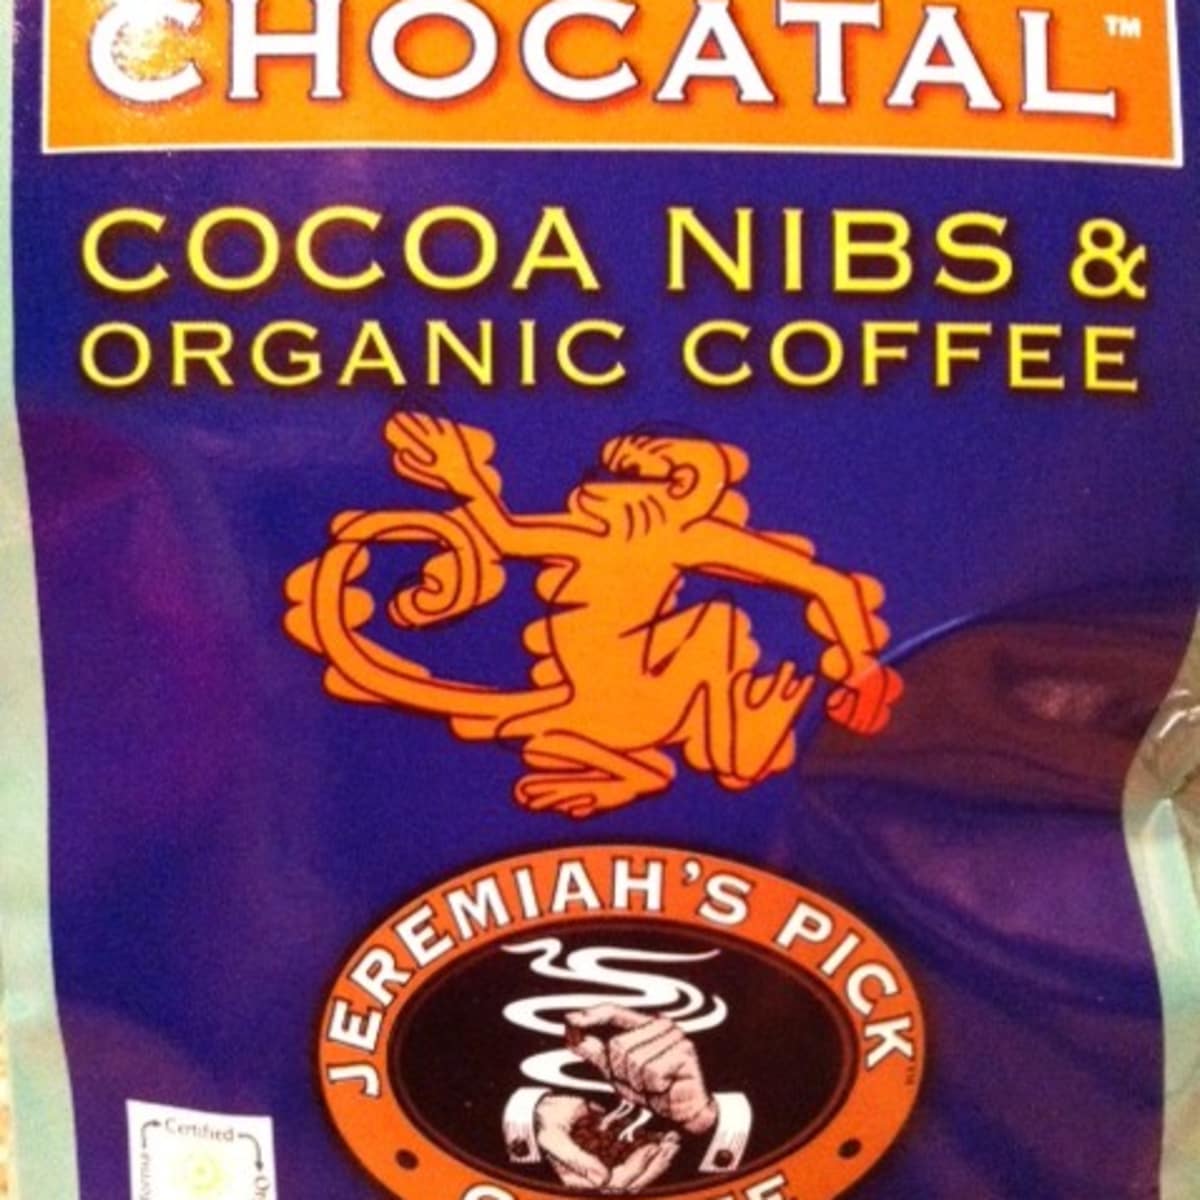 CHOCATAL™
COCOA NIBS &
ORGANIC COFFEE
JEREMIAH'S PICK
Certified